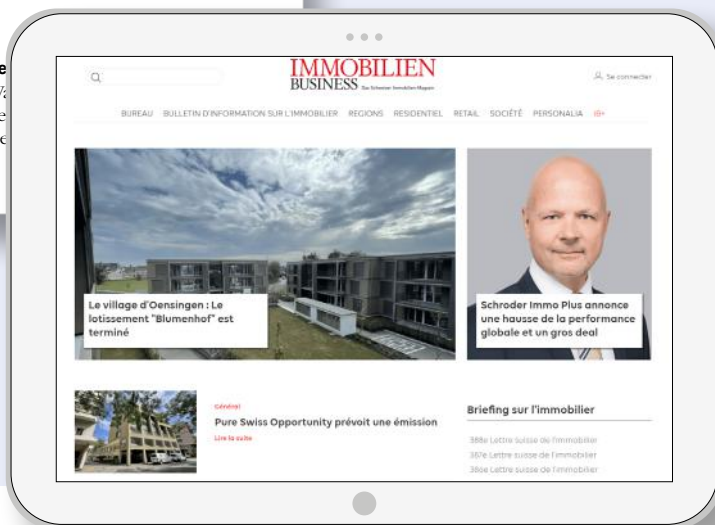 IMMOBILIEN
BUSINESS Das Schweizer Immobilien-Magazin
Se connecter
BUREAU BULLETIN D'INFORMATION SUR L'IMMOBILIER REGIONS RESIDENTIEL RETAIL SOCIÉTÉ PERSONALIA
Le village d'Oensingen : Le
lotissement "Blumenhof" est
terminé
Schroder Immo Plus annonce
une hausse de la performance
globale et un gros deal
Général
Pure Swiss Opportunity prévoit une émission
Lire la suite
Briefing sur l'immobilier
388e Lettre suisse de l'immobilier
387e Lettre suisse de l'immobilier
386e Lettre suisse de l'immobilier